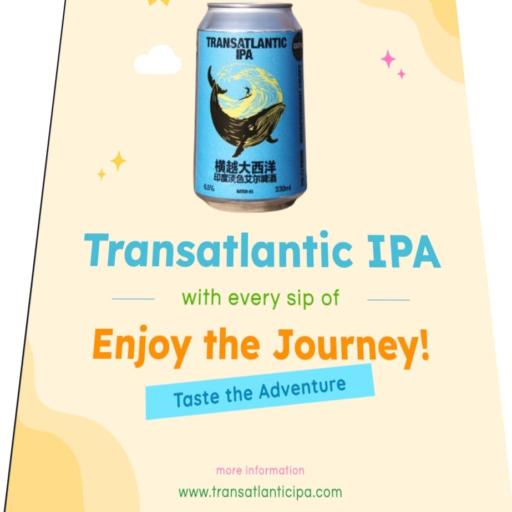 TRANSATLANTIC
IPA
横越大西洋
印度淡色艾尔啤酒
6.5%
330ml
Transatlantic IPA
with every sip of
Enjoy the Journey!
Taste the Adventure
more information
www.transatlanticipa.com